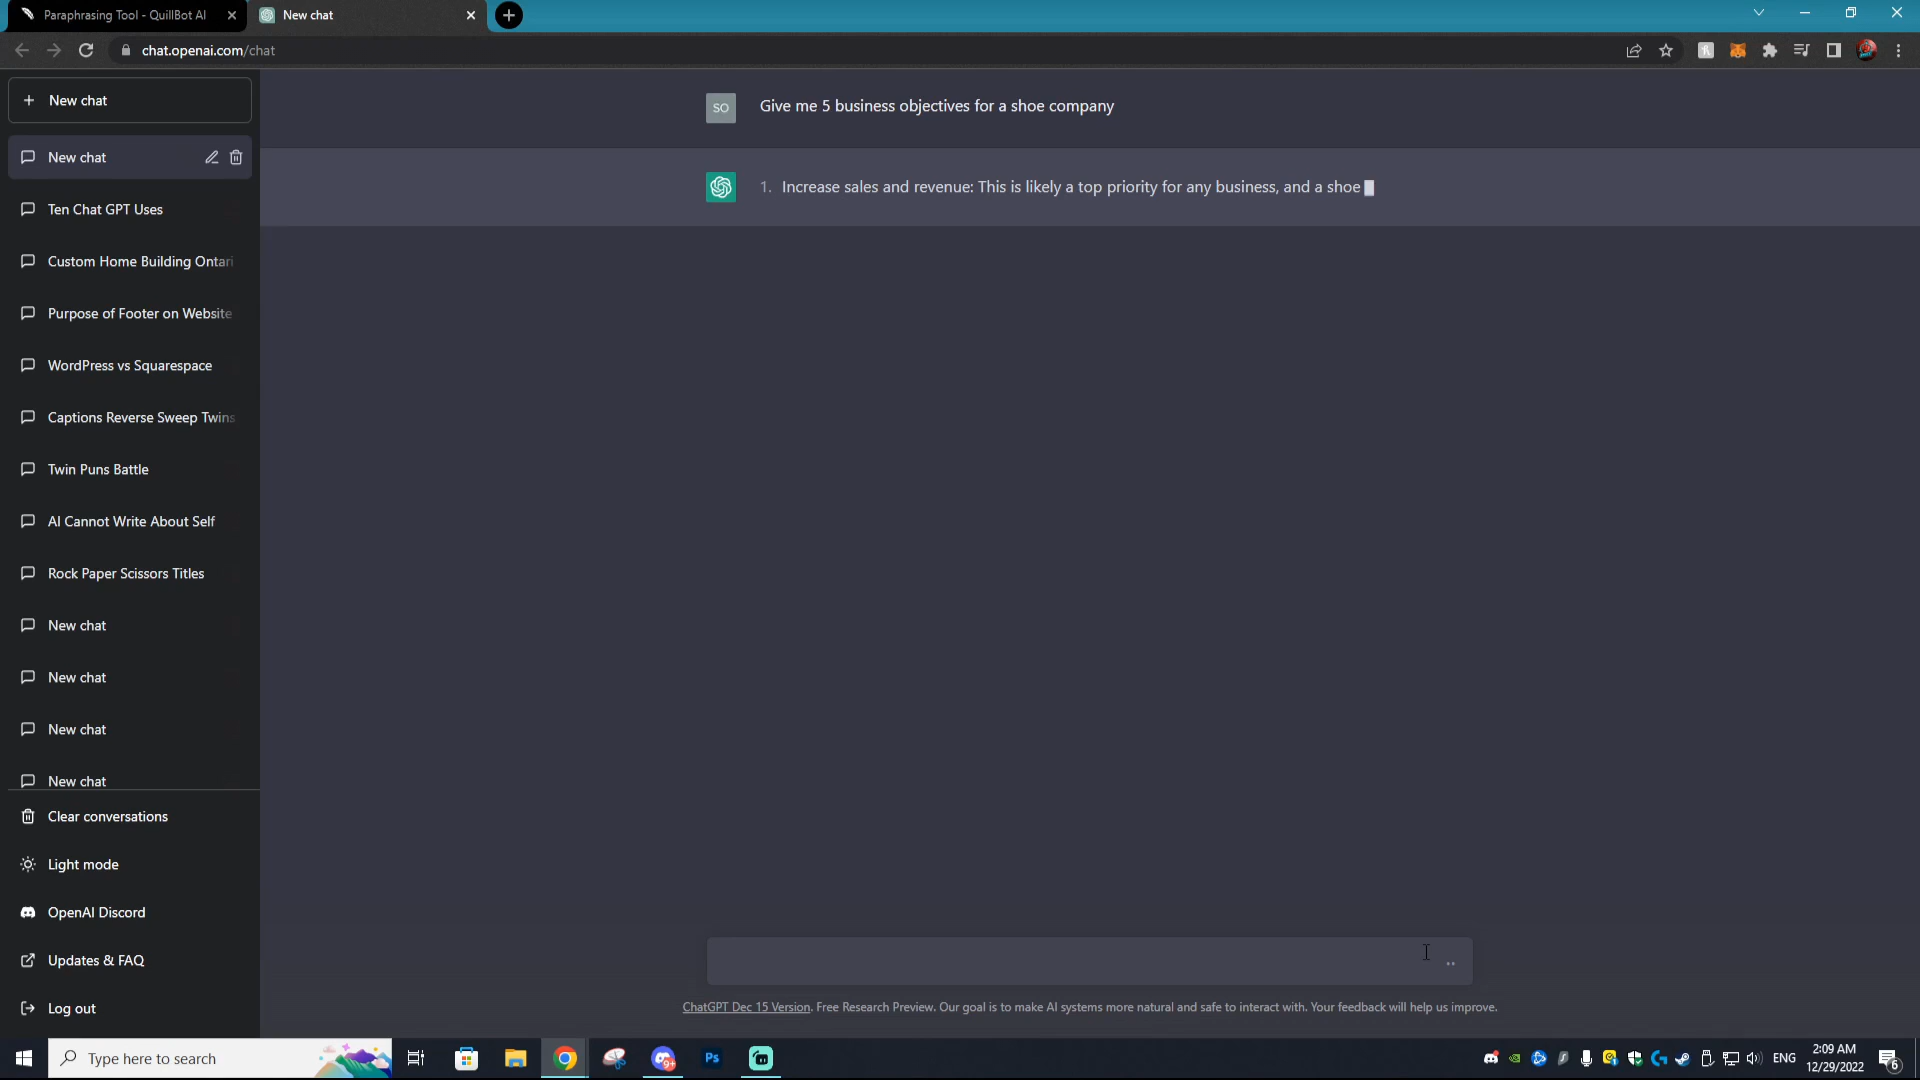 Paraphrasing Tool - QuillBot AI
New chat
chat.openai.com/chat
New chat
New chat
Ten Chat GPT Uses
Custom Home Building Ontari
Purpose of Footer on Website
WordPress vs Squarespace
Captions Reverse Sweep Twins
Twin Puns Battle
AI Cannot Write About Self
Rock Paper Scissors Titles
New chat
New chat
New chat
New chat
Clear conversations
Light mode
OpenAI Discord
Updates & FAQ
Log out
SO Give me 5 business objectives for a shoe company
1. Increase sales and revenue: This is likely a top priority for any business, and a shoe
ChatGPT Dec 15 Version. Free Research Preview. Our goal is to make AI systems more natural and safe to interact with. Your feedback will help us improve.
Type here to search
Ps
ENG
2:09 AM
12/29/2022
6